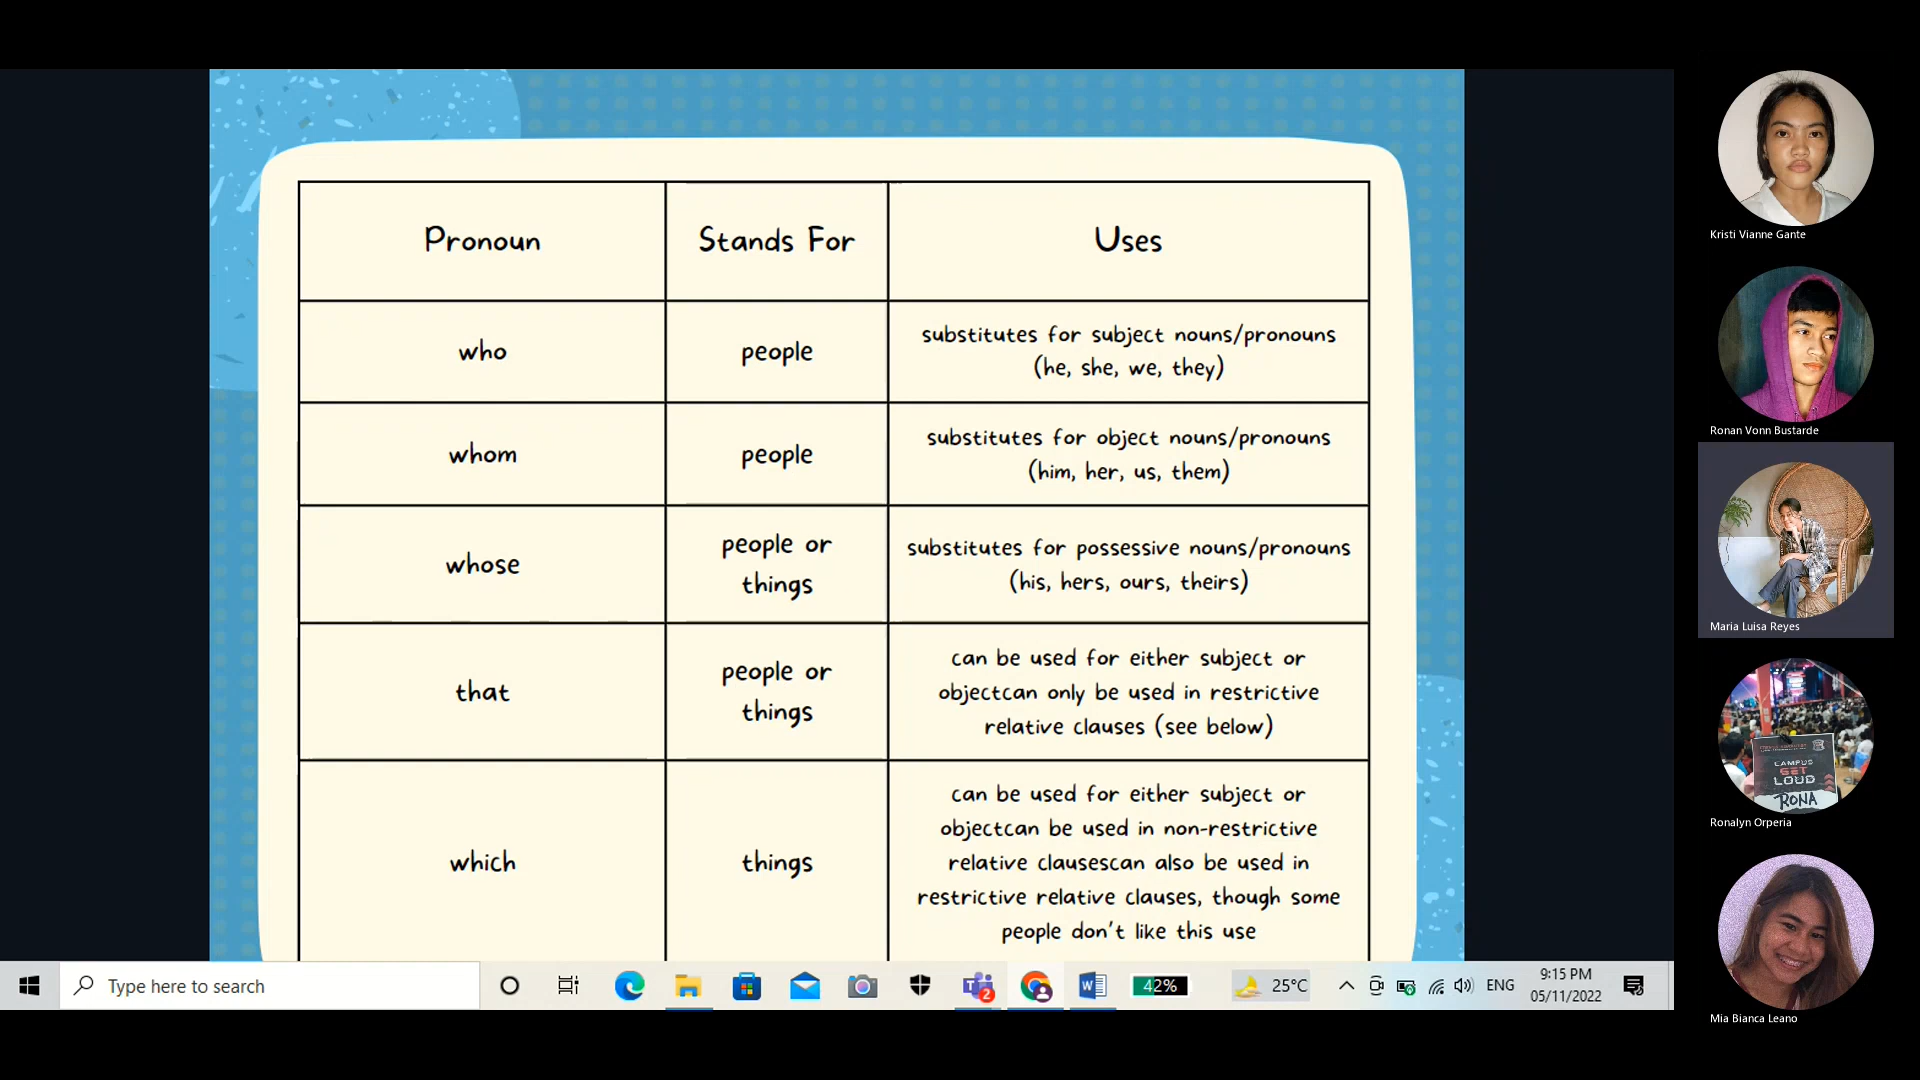 Pronoun
Stands For
Uses
who
people
substitutes for subject nouns/pronouns
(he, she, we, they)
whom
people
substitutes for object nouns/pronouns
(him, her, us, them)
whose
people or
things
substitutes for possessive nouns/pronouns
(his, hers, ours, theirs)
that
people or
things
can be used for either subject or
objectcan only be used in restrictive
relative clauses (see below)
which
things
can be used for either subject or
objectcan be used in non-restrictive
relative clausescan also be used in
restrictive relative clauses, though some
people don't like this use
Kristi Vianne Gante
Ronan Vonn Bustarde
Maria Luisa Reyes
CAMPUS
GET
LOUD
RONA
Ronalyn Orperia
Mia Bianca Leano
Type here to search
2
42%
25°C
ENG
9:15 PM
05/11/2022